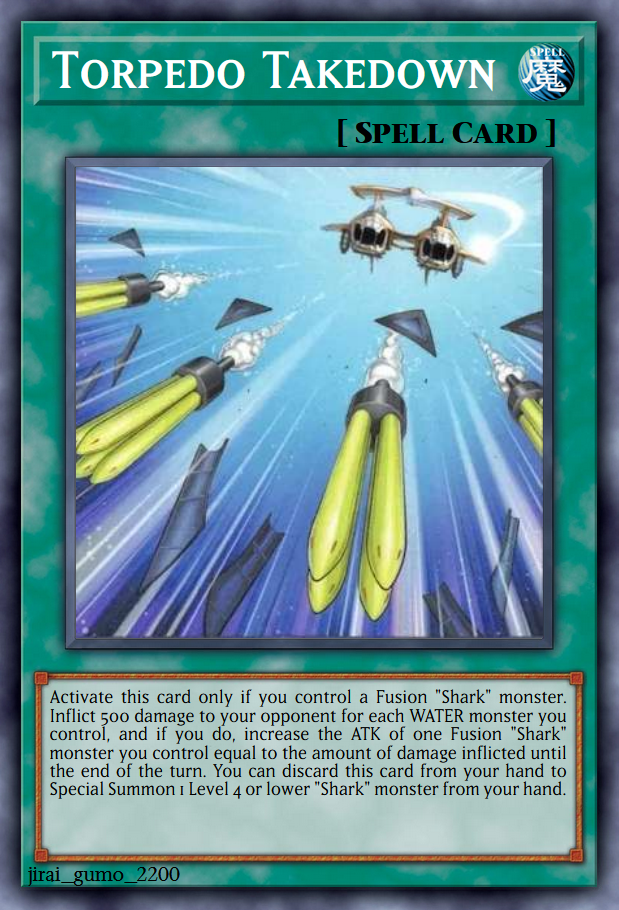 Torpedo Takedown
SPELL
魔
[ Spell Card ]
Activate this card only if you control a Fusion "Shark" monster.
Inflict 500 damage to your opponent for each WATER monster you
control, and if you do, increase the ATK of one Fusion "Shark"
monster you control equal to the amount of damage inflicted until
the end of the turn. You can discard this card from your hand to
Special Summon 1 Level 4 or lower "Shark" monster from your hand.
jirai_gumo_2200